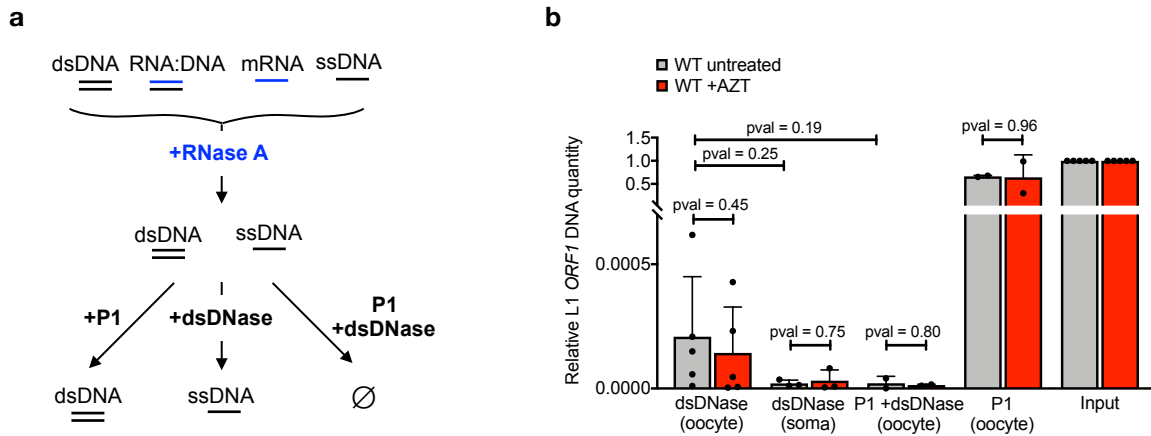 a
dsDNA RNA:DNA mRNA ssDNA
+RNase A
dsDNA ssDNA
+P1 +dsDNase P1
+dsDNase
dsDNA ssDNA ∅
b
WT untreated
WT +AZT
Relative L1 ORF1 DNA quantity
1.5
1.0
0.5
0.0005
0.0000
pval = 0.19
pval = 0.25
pval = 0.45
pval = 0.75
pval = 0.80
pval = 0.96
dsDNase
(oocyte)
dsDNase
(soma)
P1 +dsDNase
(oocyte)
P1
(oocyte)
Input